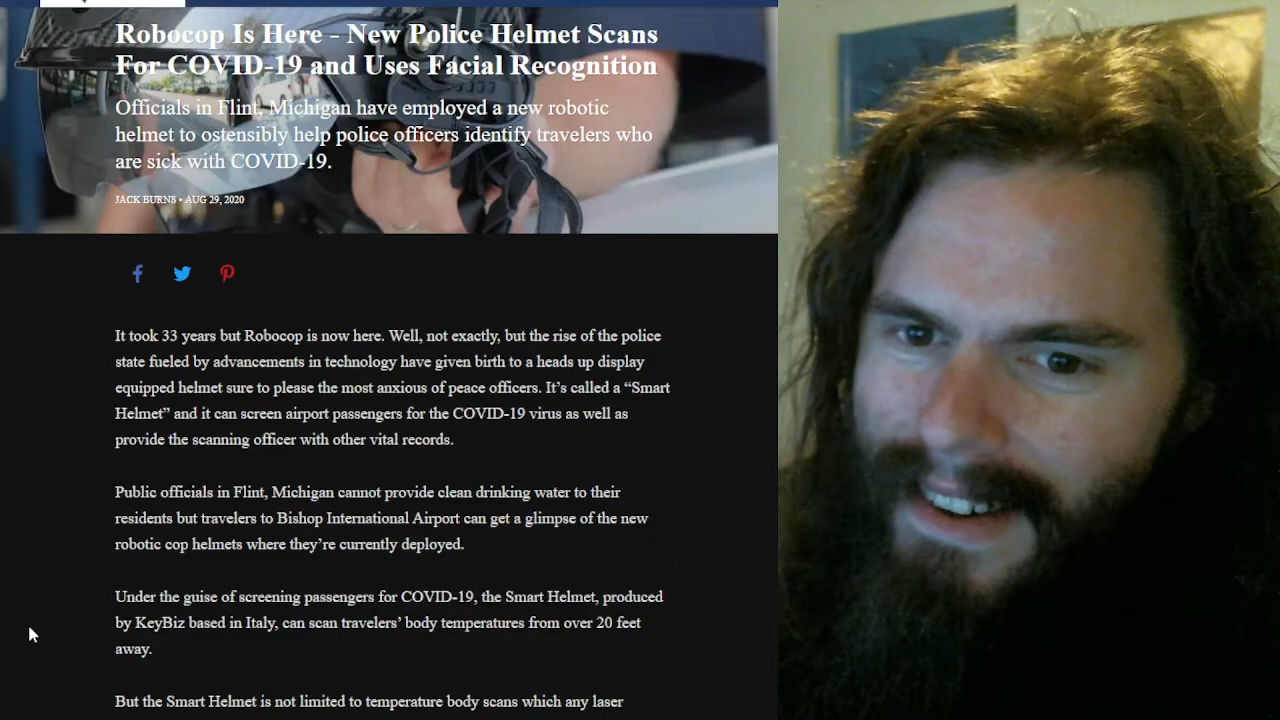 Robocop Is Here - New Police Helmet Scans
For COVID-19 and Uses Facial Recognition
Officials in Flint, Michigan have employed a new robotic
helmet to ostensibly help police officers identify travelers who
are sick with COVID-19.
JACK BURNS • AUG 29, 2020
It took 33 years but Robocop is now here. Well, not exactly, but the rise of the police
state fueled by advancements in technology have given birth to a heads up display
equipped helmet sure to please the most anxious of peace officers. It’s called a “Smart
Helmet” and it can screen airport passengers for the COVID-19 virus as well as
provide the scanning officer with other vital records.
Public officials in Flint, Michigan cannot provide clean drinking water to their
residents but travelers to Bishop International Airport can get a glimpse of the new
robotic cop helmets where they’re currently deployed.
Under the guise of screening passengers for COVID-19, the Smart Helmet, produced
by KeyBiz based in Italy, can scan travelers’ body temperatures from over 20 feet
away.
But the Smart Helmet is not limited to temperature body scans which any laser